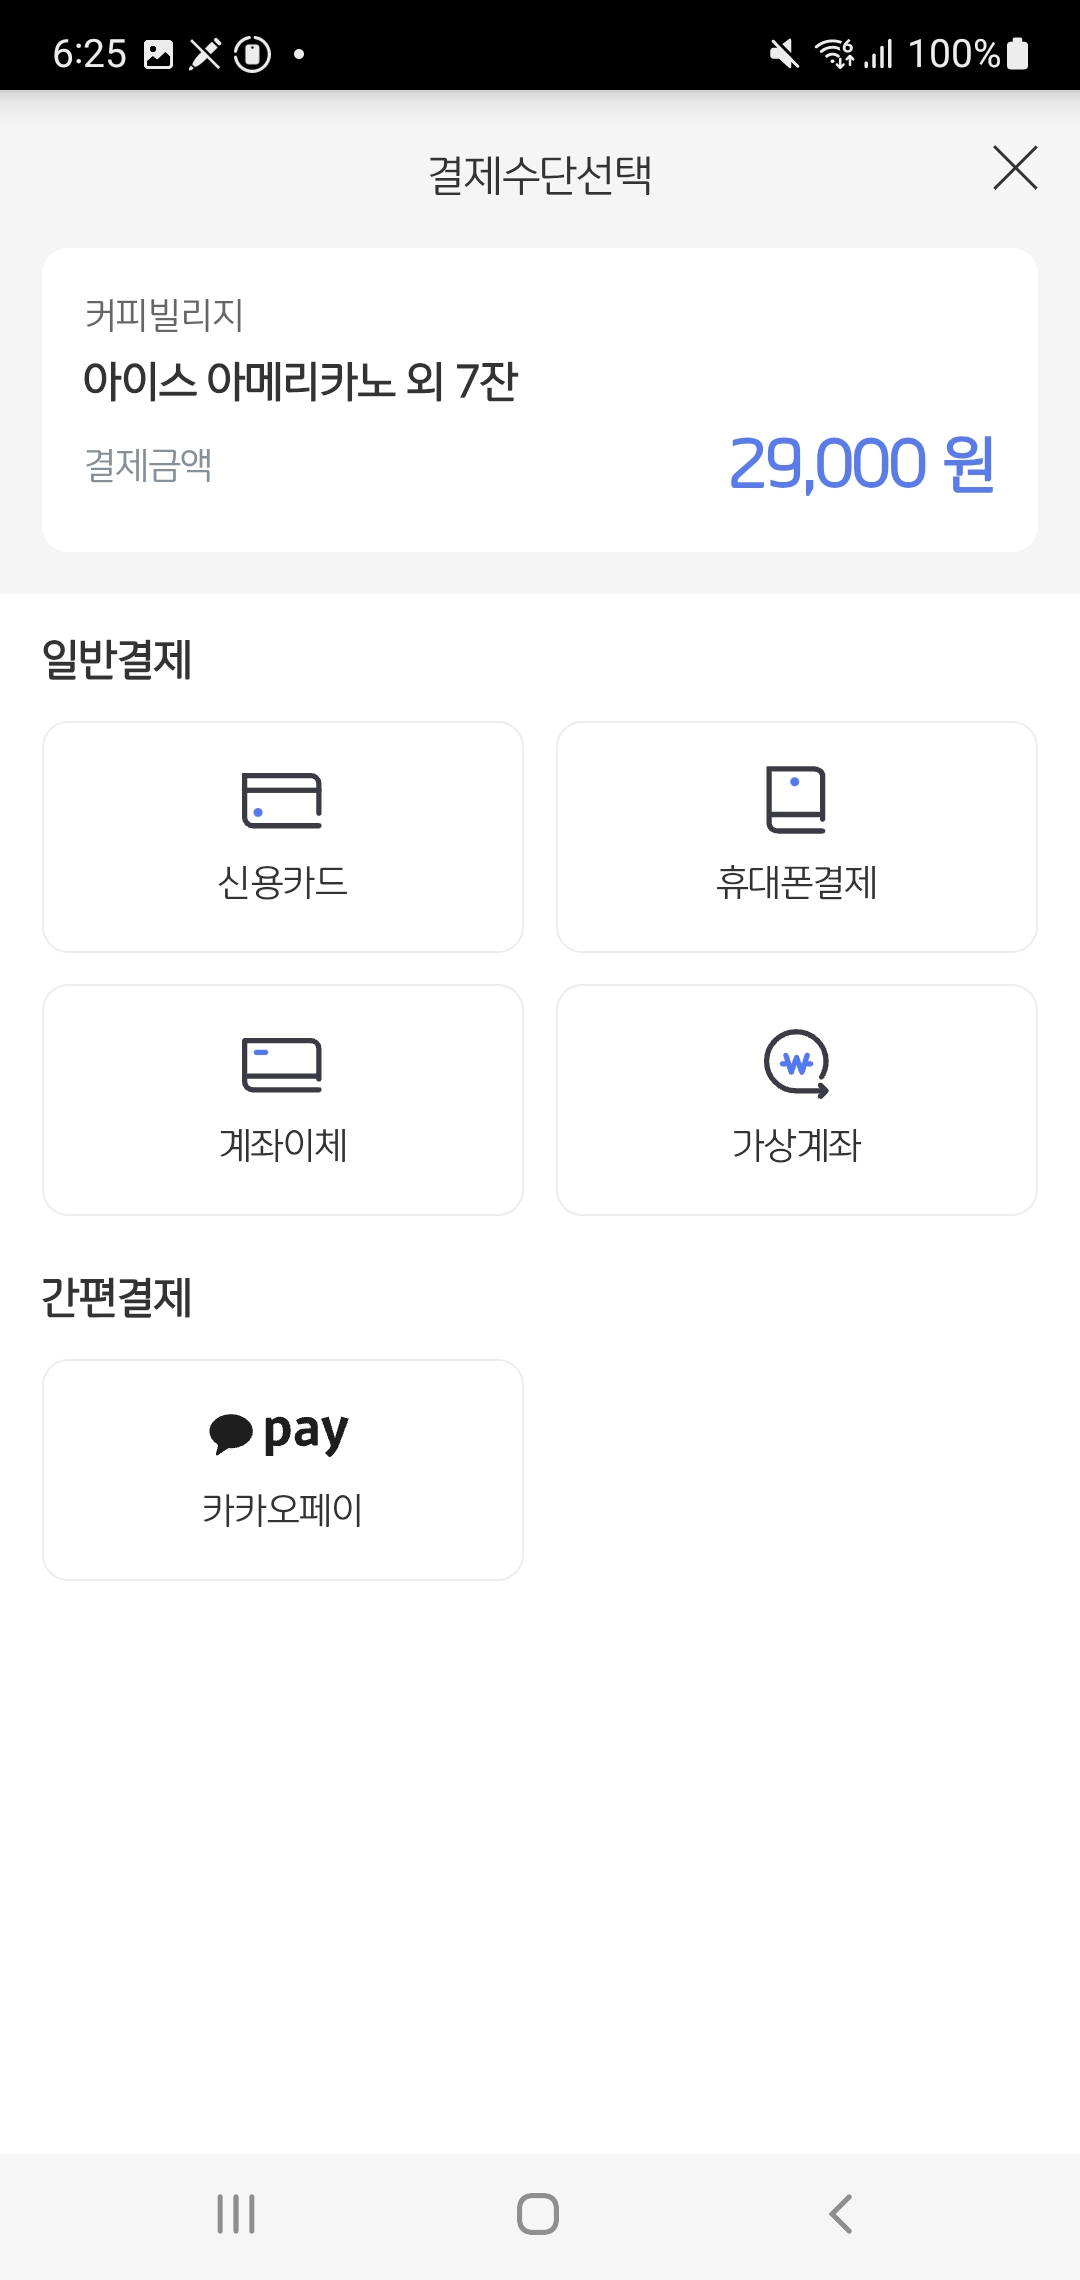 6:25 100%
결제수단선택
커피빌리지
아이스 아메리카노 외 7잔
결제금액 29,000 원
일반결제
신용카드 휴대폰결제
계좌이체 가상계좌
간편결제
pay
카카오페이